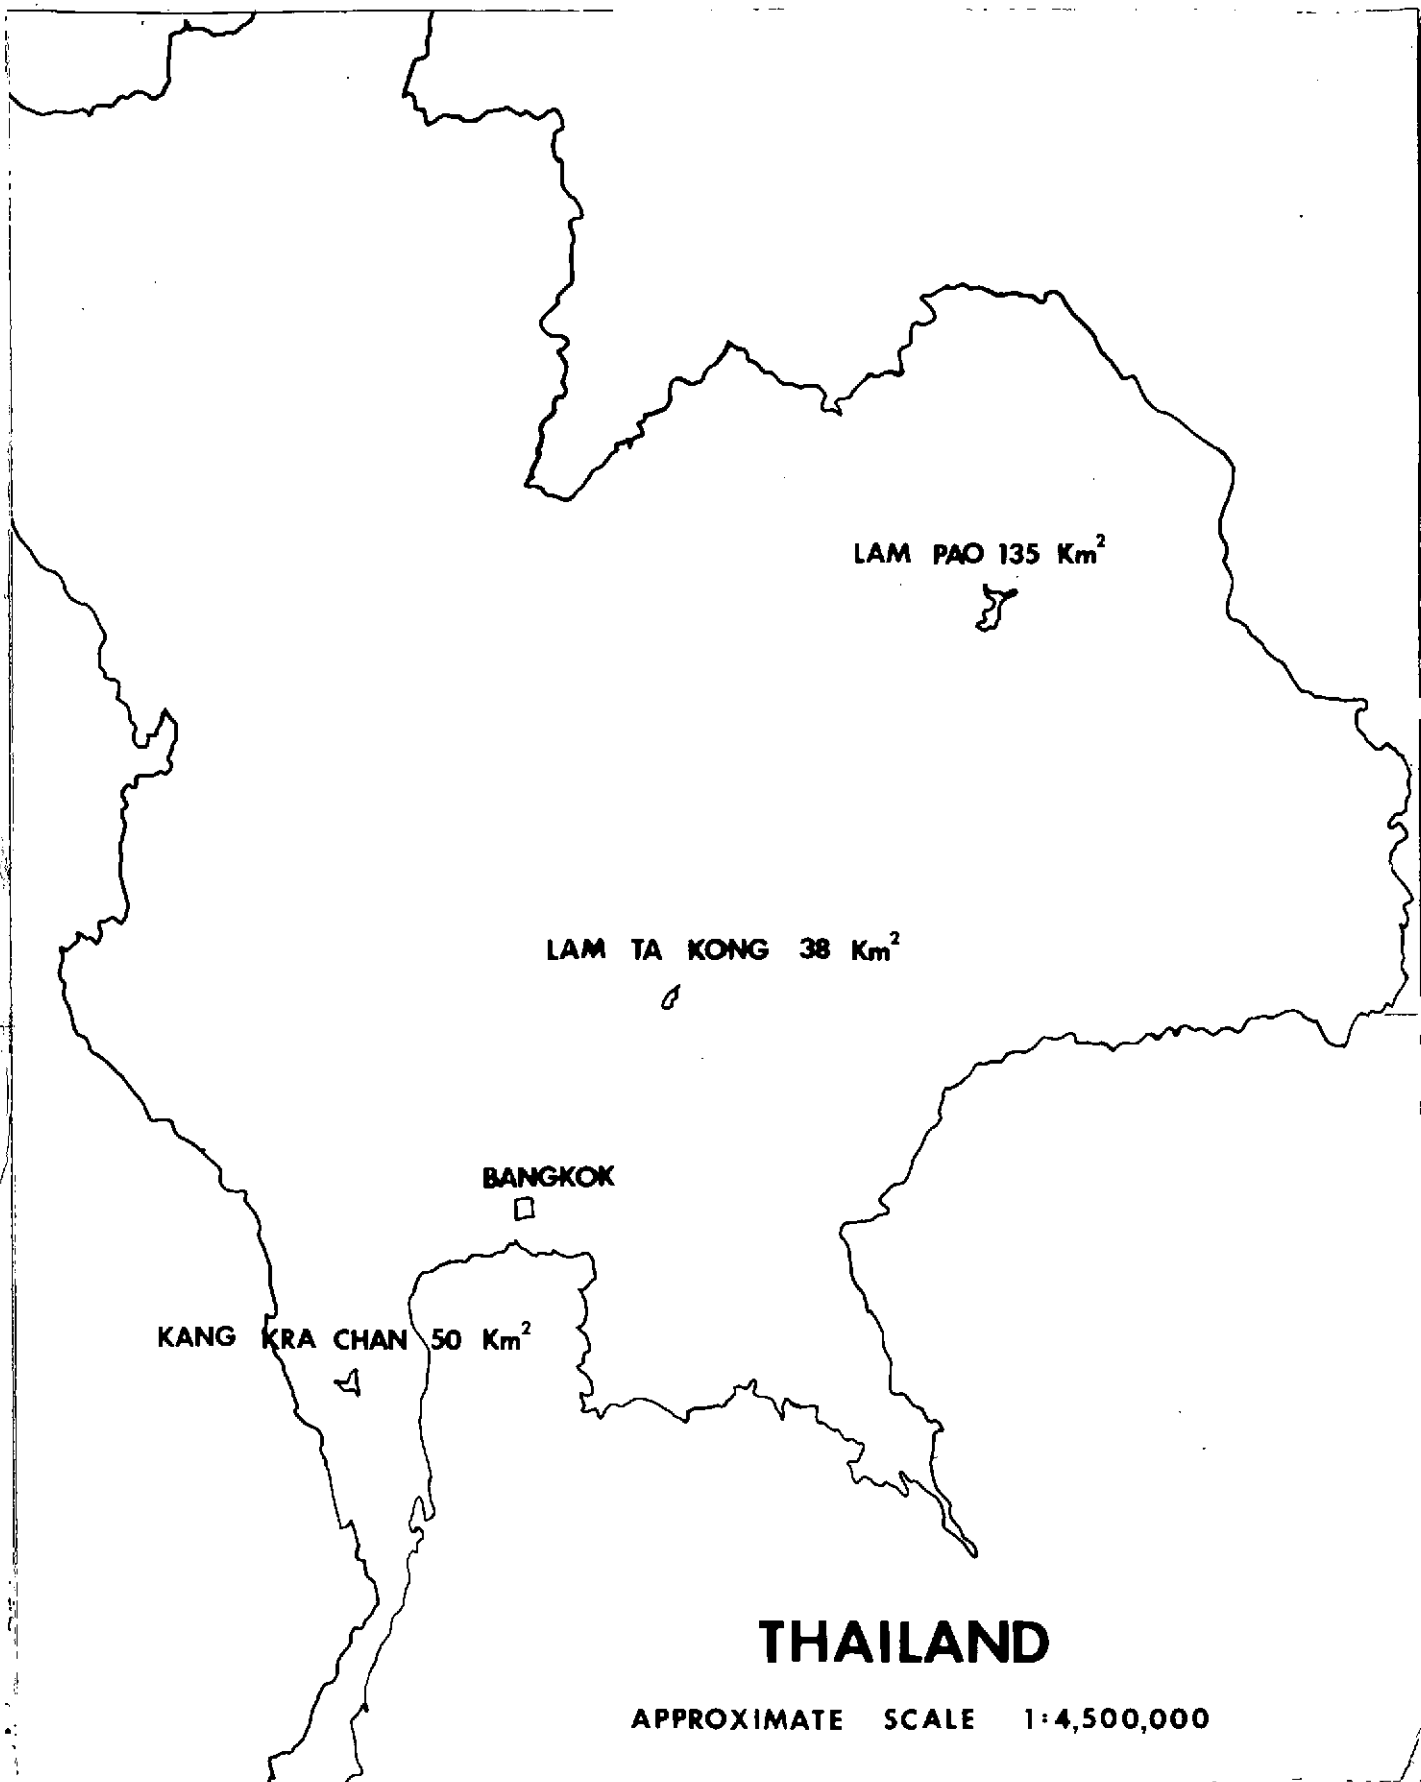 LAM PAO 135 Km²
LAM TA KONG 38 Km²
BANGKOK
KANG KRA CHAN 50 Km²
THAILAND
APPROXIMATE SCALE 1:4,500,000